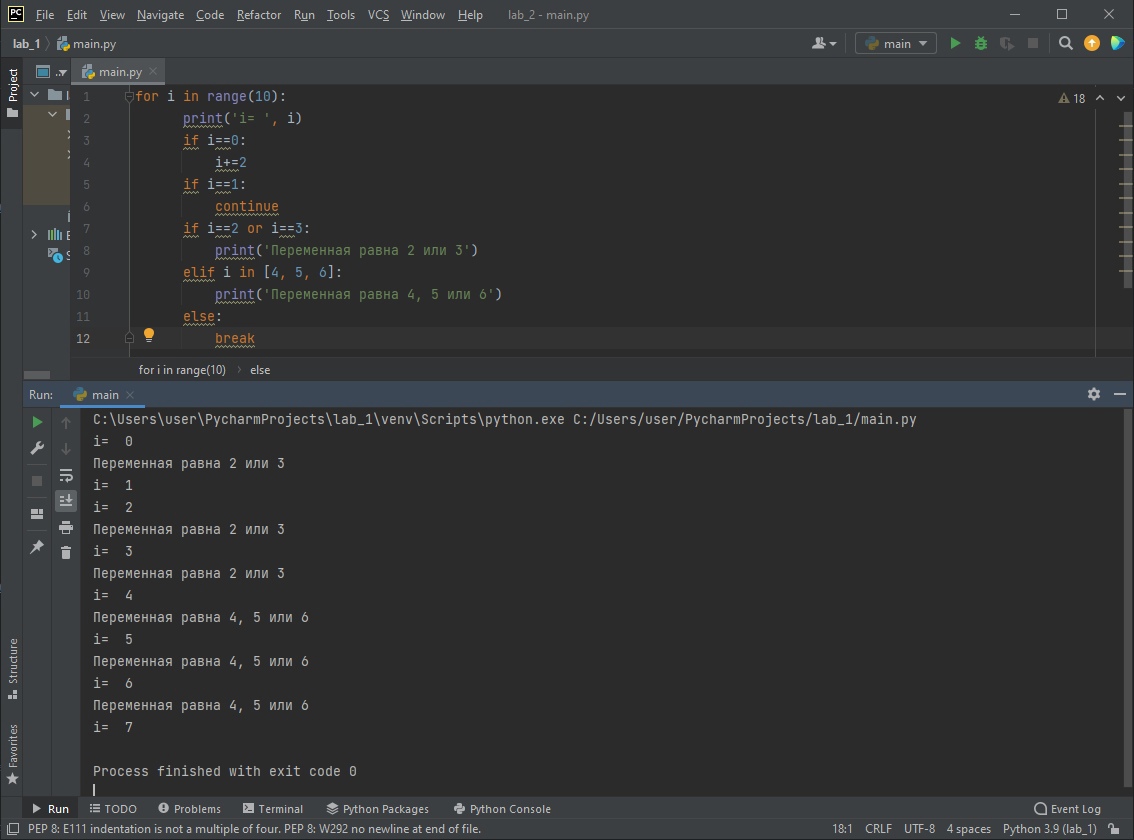 PC File Edit View Navigate Code Refactor Run Tools VCS Window Help lab_2 - main.py
lab_1 main.py main
Project
main.py
18
1 for i in range(10):
2 print('i= ', i)
3 if i==0:
4 i+=2
5 if i==1:
6 continue
7 if i==2 or i==3:
8 print('Переменная равна 2 или 3')
9 elif i in [4, 5, 6]:
10 print('Переменная равна 4, 5 или 6')
11 else:
12 break
for i in range(10) else
Run: main
C:\Users\user\PycharmProjects\lab_1\venv\Scripts\python.exe C:/Users/user/PycharmProjects/lab_1/main.py
i=  0
Переменная равна 2 или 3
i=  1
i=  2
Переменная равна 2 или 3
i=  3
Переменная равна 2 или 3
i=  4
Переменная равна 4, 5 или 6
i=  5
Переменная равна 4, 5 или 6
i=  6
Переменная равна 4, 5 или 6
i=  7
Process finished with exit code 0
Structure
Favorites
Run TODO Problems Terminal Python Packages Python Console Event Log
PEP 8: E111 indentation is not a multiple of four. PEP 8: W292 no newline at end of file. 18:1 CRLF UTF-8 4 spaces Python 3.9 (lab_1)